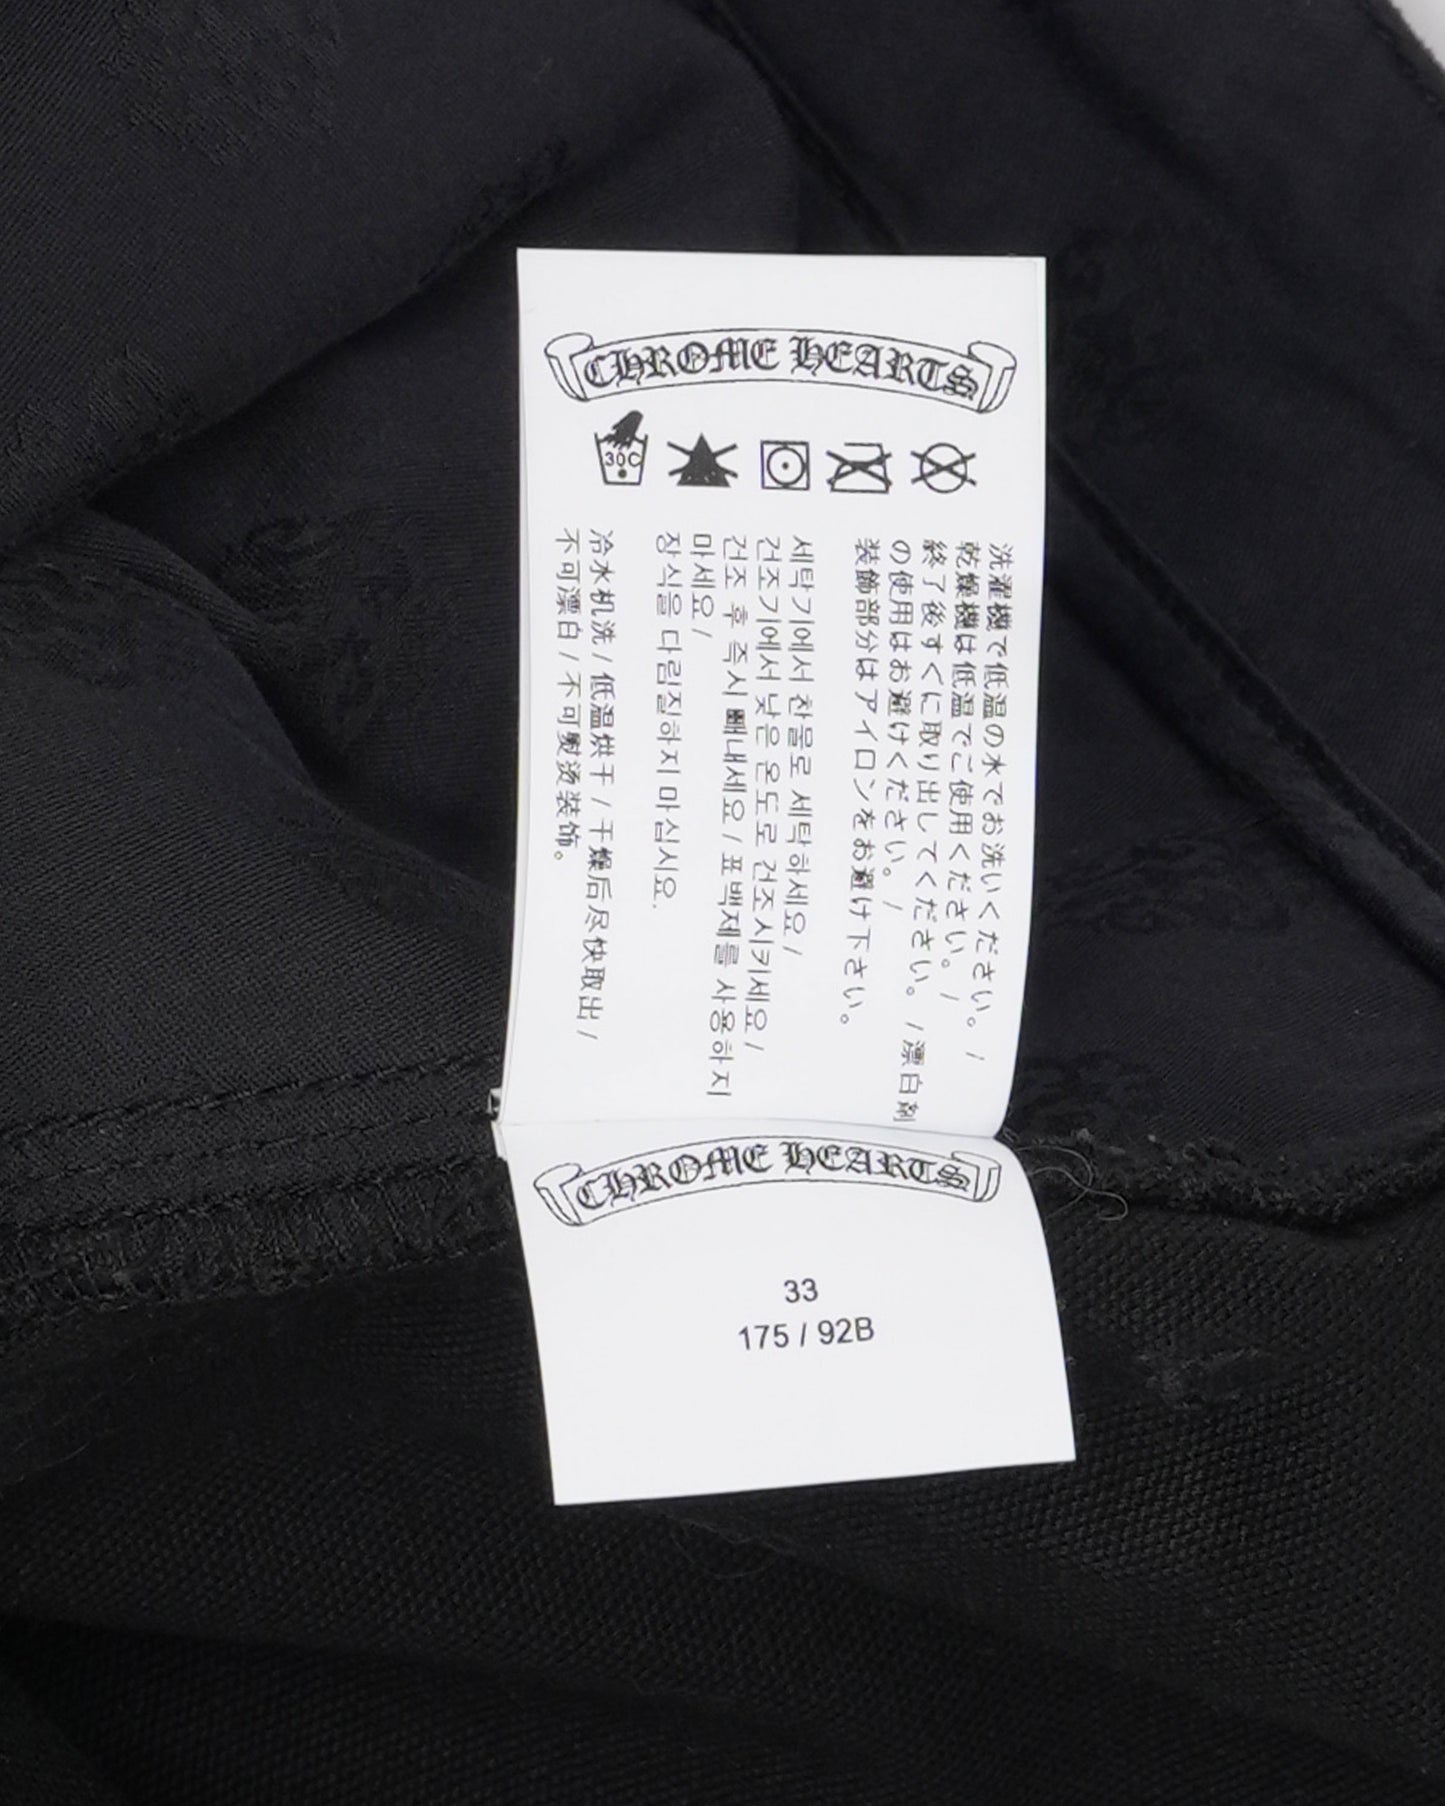 CHROME HEARTS
30C
洗濯機で低温の水でお洗いください。 /
乾燥機は低温でご使用ください。 /
終了後すぐに取り出してください。 / 漂白剤
の使用はお避けください。 /
装飾部分はアイロンをお避け下さい。
세탁기에서 찬물로 세탁하세요 /
건조기에서 낮은 온도로 건조시키세요 /
건조 후 즉시 빼내세요 / 표백제를 사용하지
마세요 /
장식을 다림질하지 마십시요.
冷水机洗 / 低温烘干 / 干燥后尽快取出 /
不可漂白 / 不可熨烫装饰。
CHROME HEARTS
33
175 / 92B